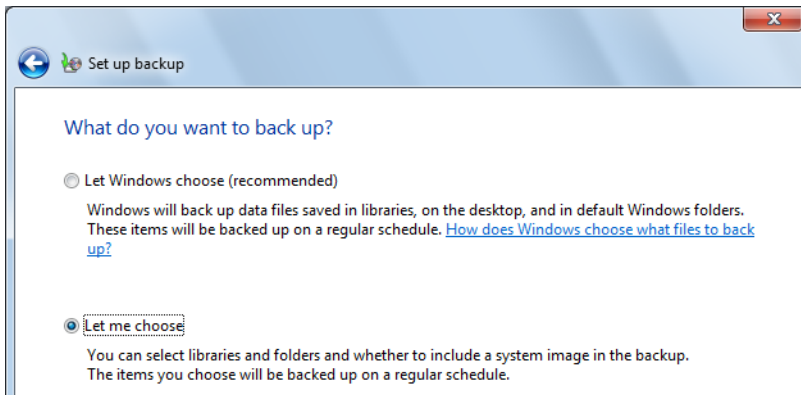 Set up backup
What do you want to back up?
Let Windows choose (recommended)
Windows will back up data files saved in libraries, on the desktop, and in default Windows folders.
These items will be backed up on a regular schedule. How does Windows choose what files to back
up?
Let me choose
You can select libraries and folders and whether to include a system image in the backup.
The items you choose will be backed up on a regular schedule.